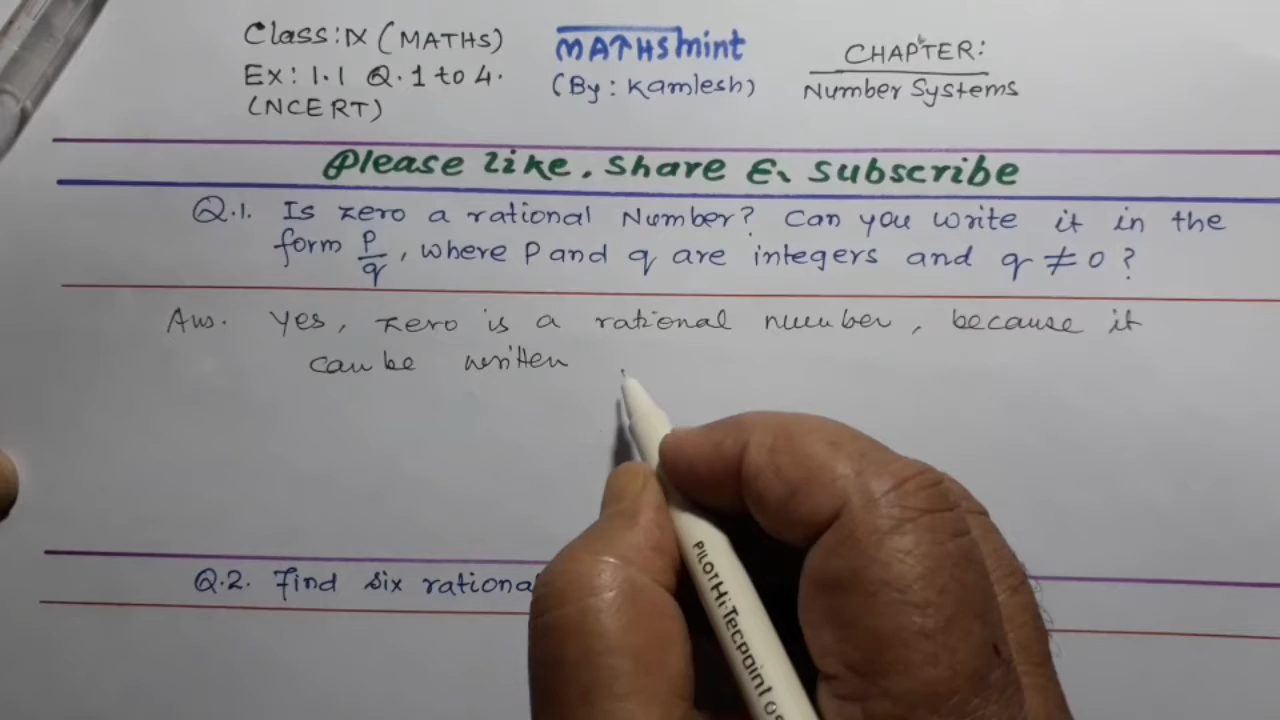 Class: IX (MATHS)
Ex: 1.1 Q.1 to 4.
(NCERT)
MATHSmint
(By: Kamlesh)
CHAPTER:
Number Systems
Please like, Share & Subscribe
Q.1. Is zero a rational Number? Can you write it in the
form p/q, where P and q are integers and q ≠ 0?
Ans. Yes, zero is a rational number, because it
can be written
Q.2. Find six rational
PILOT Hi-Tecpoint 05